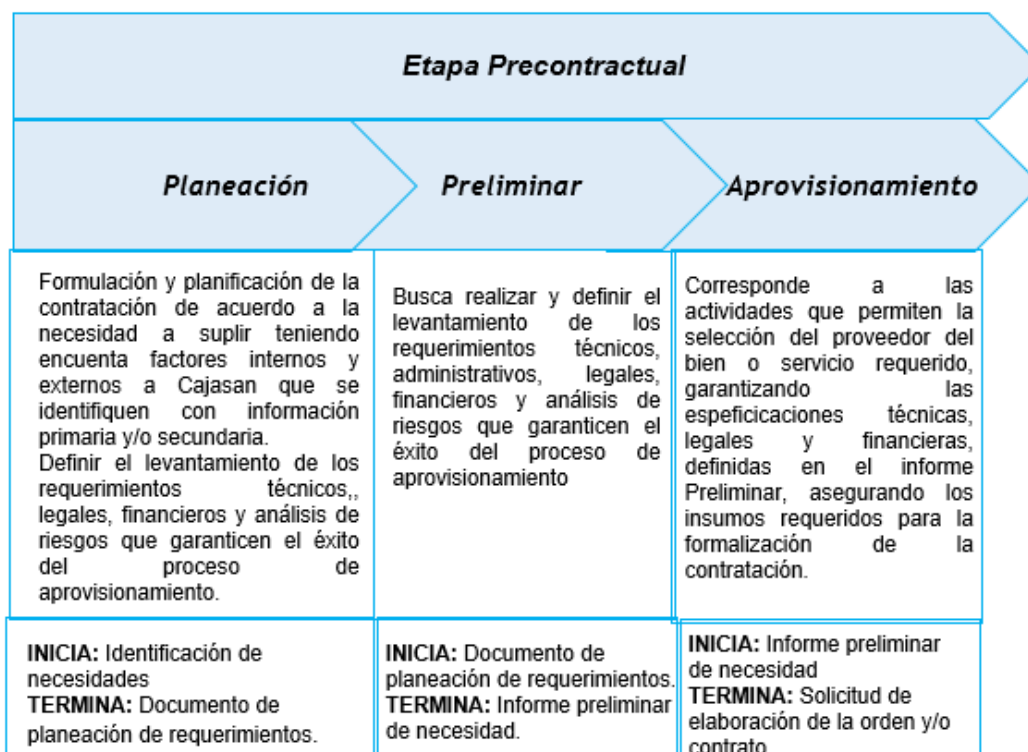 Etapa Precontractual
Planeación
Preliminar
Aprovisionamiento
Formulación y planificación de la
contratación de acuerdo a la
necesidad a suplir teniendo
encuenta factores internos y
externos a Cajasan que se
identifiquen con información
primaria y/o secundaria.
Definir el levantamiento de los
requerimientos técnicos,,
legales, financieros y análisis de
riesgos que garanticen el éxito
del proceso de
aprovisionamiento.
Busca realizar y definir el
levantamiento de los
requerimientos técnicos,
administrativos, legales,
financieros y análisis de
riesgos que garanticen el
éxito del proceso de
aprovisionamiento
Corresponde a las
actividades que permiten la
selección del proveedor del
bien o servicio requerido,
garantizando las
espeficicaciones técnicas,
legales y financieras,
definidas en el informe
Preliminar, asegurando los
insumos requeridos para la
formalización de la
contratación.
INICIA: Identificación de
necesidades
TERMINA: Documento de
planeación de requerimientos.
INICIA: Documento de
planeación de requerimientos.
TERMINA: Informe preliminar
de necesidad.
INICIA: Informe preliminar
de necesidad
TERMINA: Solicitud de
elaboración de la orden y/o
contrato